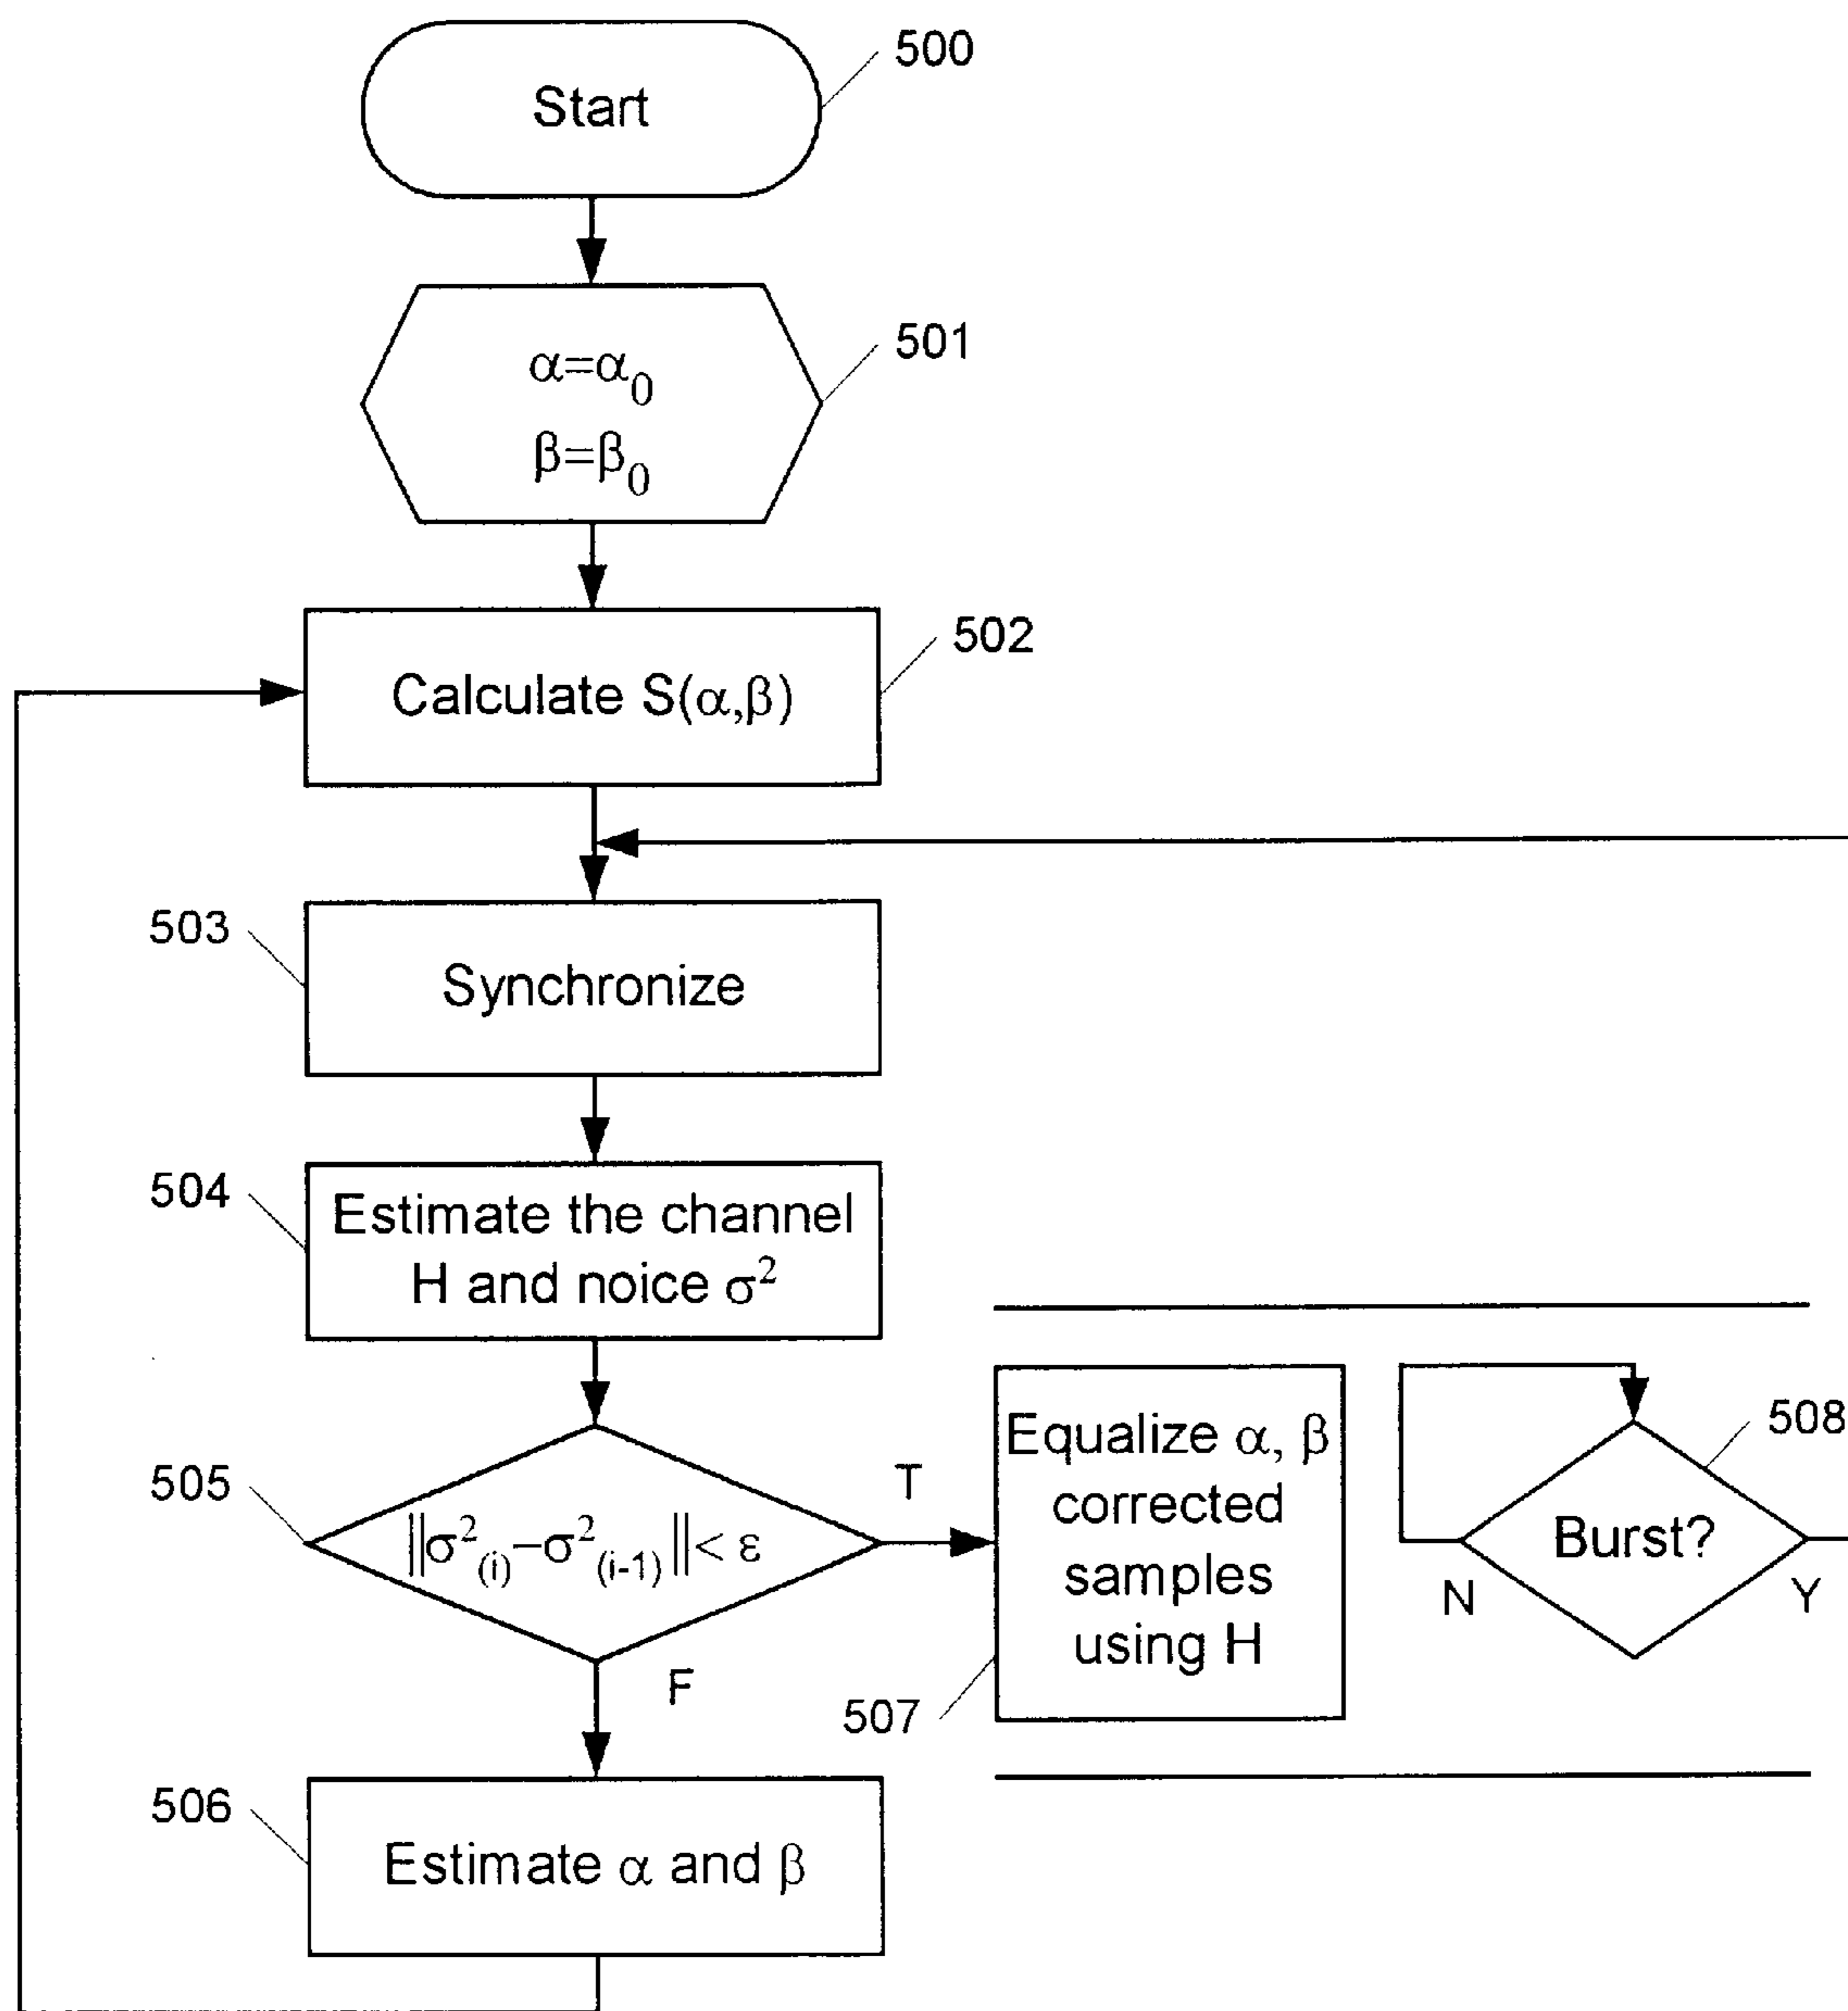 Start
500
α=α₀
β=β₀
501
Calculate S(α,β)
502
503
Synchronize
504
Estimate the channel
H and noice σ²
505
‖σ²(i)−σ²(i-1)‖< ε
T
F
Equalize α, β
corrected
samples
using H
507
Burst?
508
N
Y
506
Estimate α and β